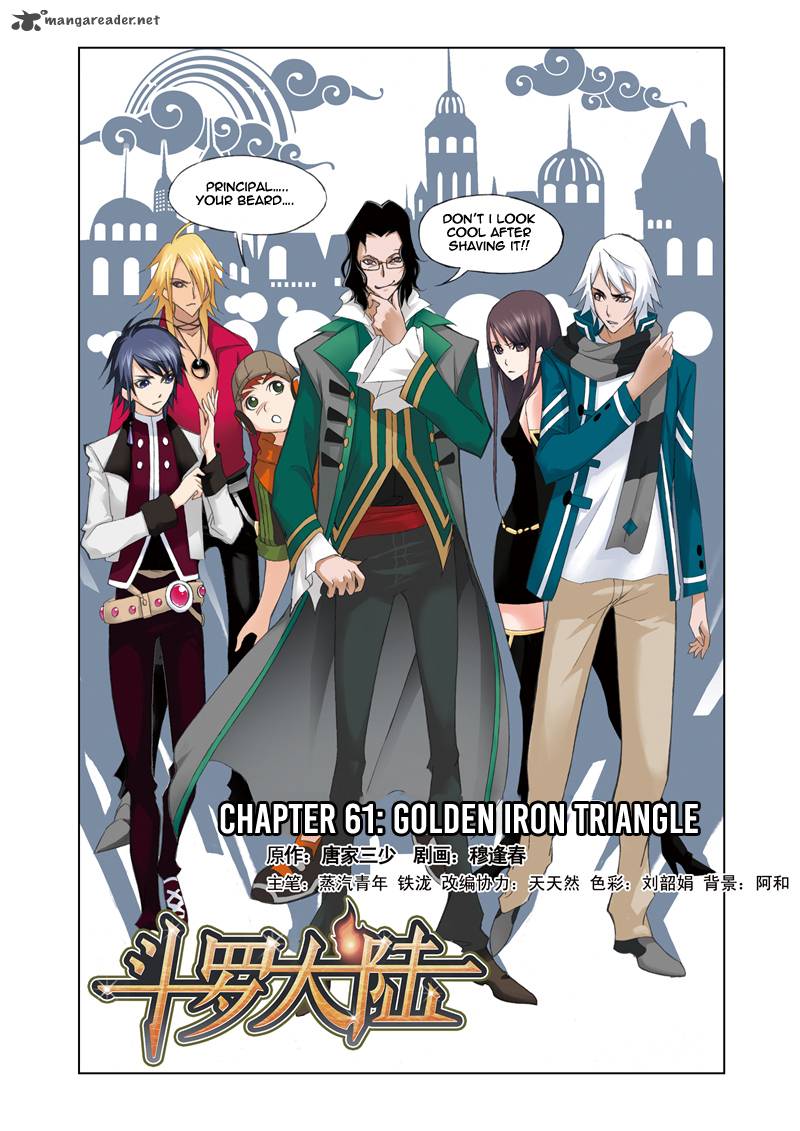 mangareader.net
PRINCIPAL.....
YOUR BEARD....
DON'T I LOOK
COOL AFTER
SHAVING IT!!
CHAPTER 61: GOLDEN IRON TRIANGLE
原作：唐家三少 剧画：穆逢春
主笔：蒸汽青年 铁泷 改编协力：天天然 色彩：刘韶娟 背景：阿和
斗罗大陆